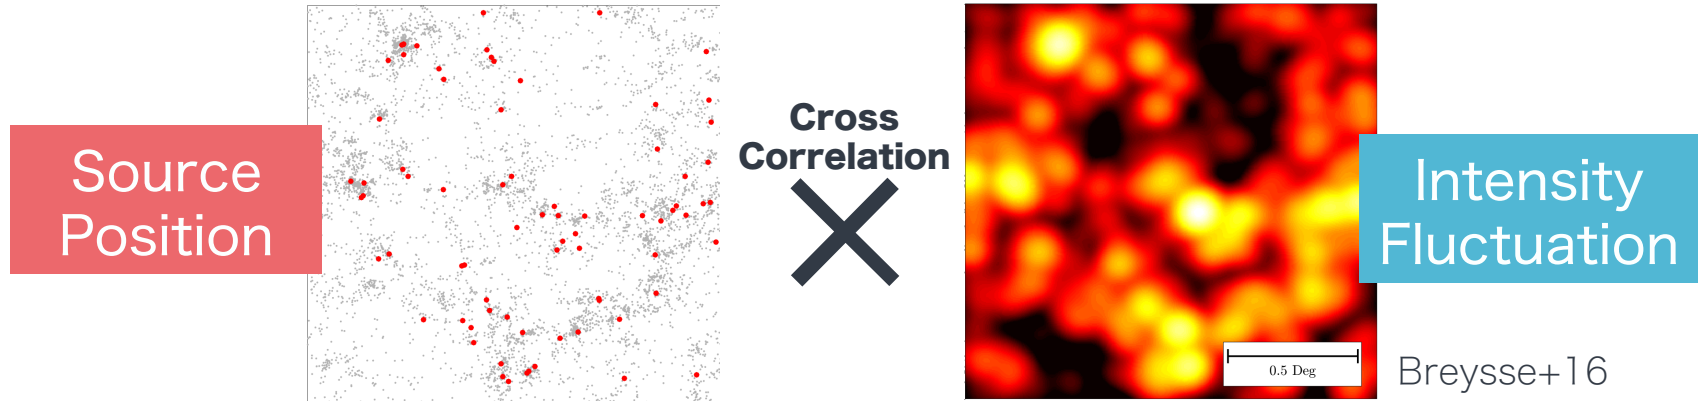 Source
Position
Cross
Correlation
Intensity
Fluctuation
0.5 Deg
Breysse+16